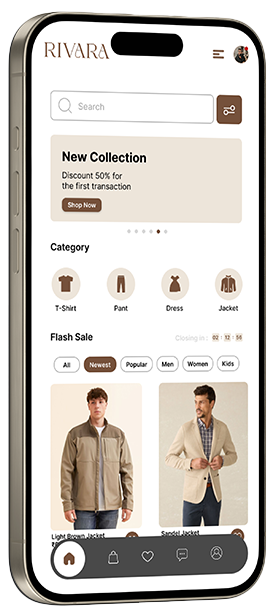 RIVARA
Search
New Collection
Discount 50% for
the first transaction
Shop Now
Category
T-Shirt Pant Dress Jacket
Flash Sale Closing in : 02 : 12 : 56
All Newest Popular Men Women Kids
Light Brown Jacket Sandel Jacket